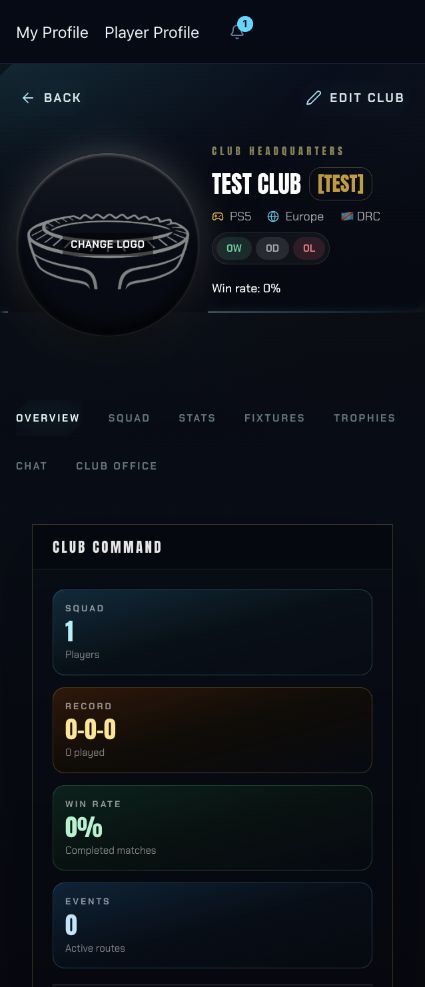 My Profile Player Profile 1
BACK EDIT CLUB
CLUB HEADQUARTERS
TEST CLUB [TEST]
PS5 Europe DRC
0W 0D 0L
CHANGE LOGO
Win rate: 0%
OVERVIEW SQUAD STATS FIXTURES TROPHIES
CHAT CLUB OFFICE
CLUB COMMAND
SQUAD
1
Players
RECORD
0-0-0
0 played
WIN RATE
0%
Completed matches
EVENTS
0
Active routes